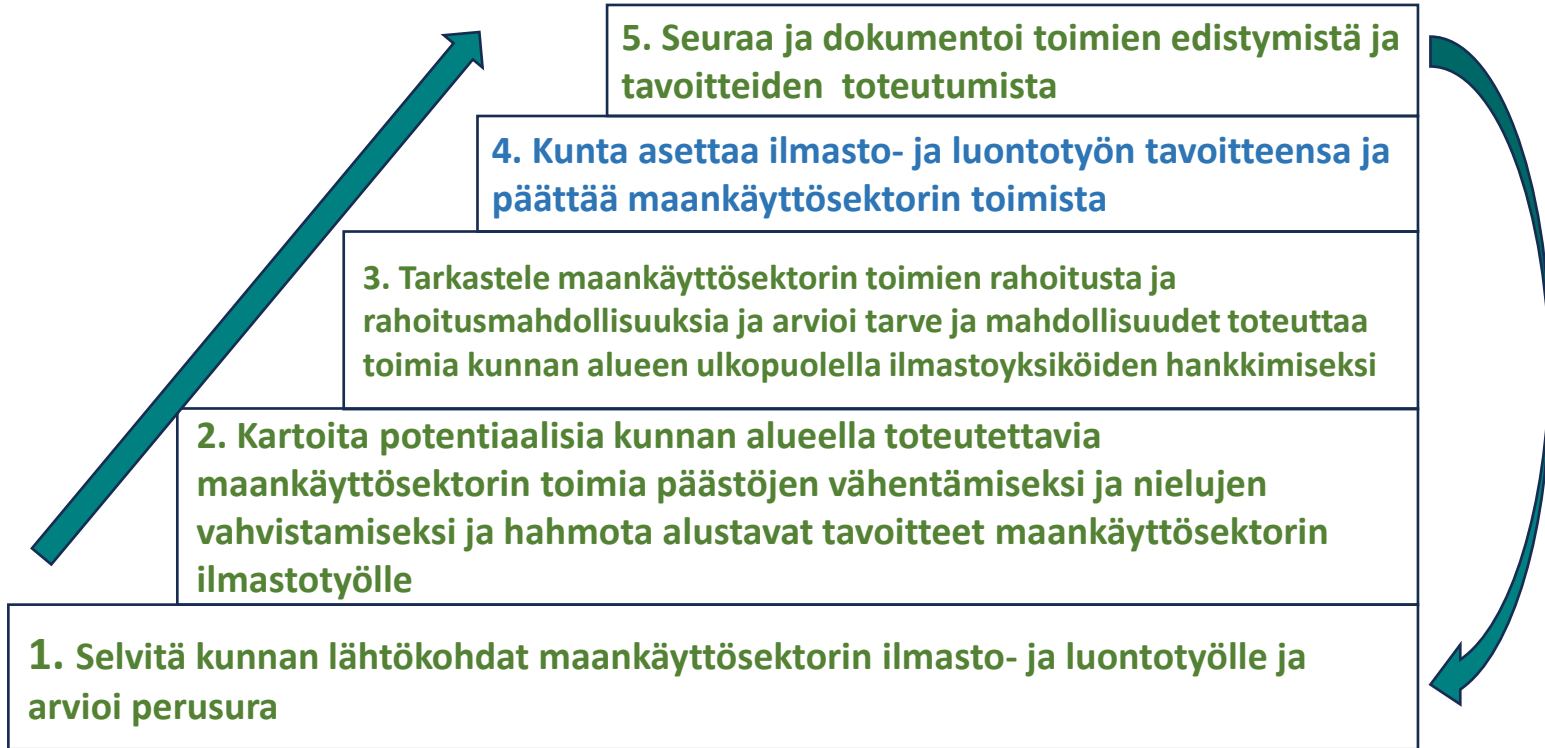 5. Seuraa ja dokumentoi toimien edistymistä ja
tavoitteiden  toteutumista
4. Kunta asettaa ilmasto- ja luontotyön tavoitteensa ja
päättää maankäyttösektorin toimista
3. Tarkastele maankäyttösektorin toimien rahoitusta ja
rahoitusmahdollisuuksia ja arvioi tarve ja mahdollisuudet toteuttaa
toimia kunnan alueen ulkopuolella ilmastoyksiköiden hankkimiseksi
2. Kartoita potentiaalisia kunnan alueella toteutettavia
maankäyttösektorin toimia päästöjen vähentämiseksi ja nielujen
vahvistamiseksi ja hahmota alustavat tavoitteet maankäyttösektorin
ilmastotyölle
1. Selvitä kunnan lähtökohdat maankäyttösektorin ilmasto- ja luontotyölle ja
arvioi perusura